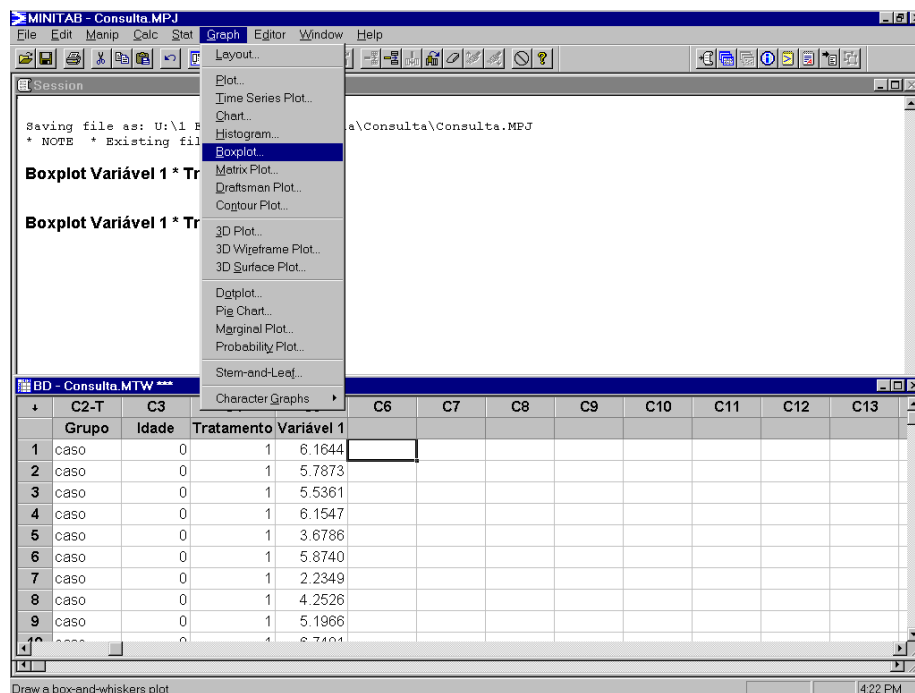 MINITAB - Consulta.MPJ
File Edit Manip Calc Stat Graph Editor Window Help
Session
Saving file as: U:\1 a\Consulta\Consulta.MPJ
* NOTE * Existing fil
Boxplot Variável 1 * Tr
Boxplot Variável 1 * Tr
Layout...
Plot...
Time Series Plot...
Chart...
Histogram...
Boxplot...
Matrix Plot...
Draftsman Plot...
Contour Plot...
3D Plot...
3D Wireframe Plot...
3D Surface Plot...
Dotplot...
Pie Chart...
Marginal Plot...
Probability Plot...
Stem-and-Leaf...
Character Graphs
BD - Consulta.MTW ***
C2-T C3 C6 C7 C8 C9 C10 C11 C12 C13
Grupo Idade Tratamento Variável 1
1 caso 0 1 6.1644
2 caso 0 1 5.7873
3 caso 0 1 5.5361
4 caso 0 1 6.1547
5 caso 0 1 3.6786
6 caso 0 1 5.8740
7 caso 0 1 2.2349
8 caso 0 1 4.2526
9 caso 0 1 5.1966
Draw a box-and-whiskers plot 4:22 PM